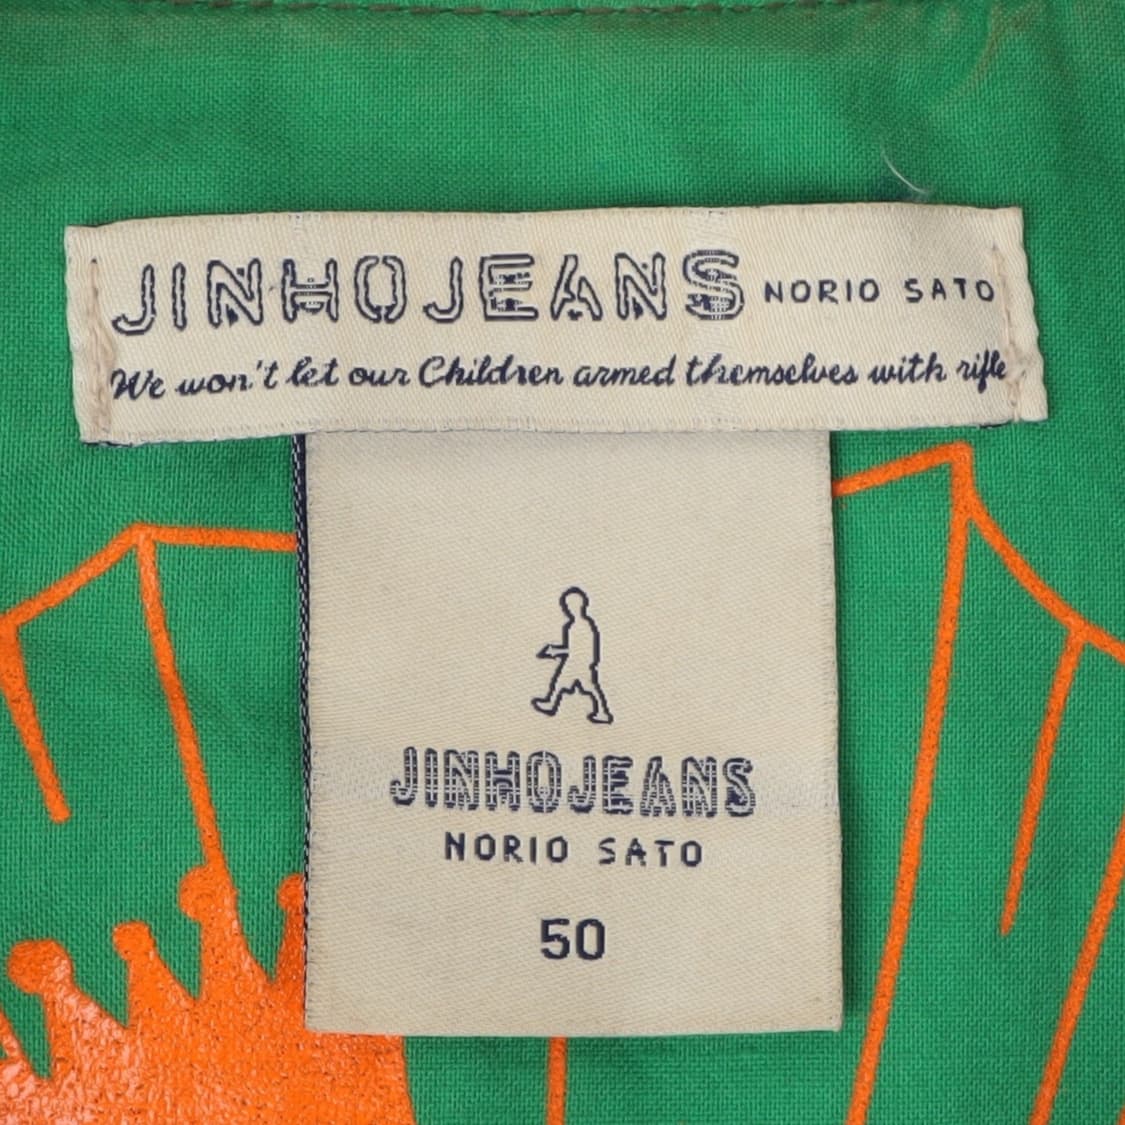 JINHOJEANS NORIO SATO
We won't let our Children armed themselves with rifle
JINHOJEANS
NORIO SATO
50